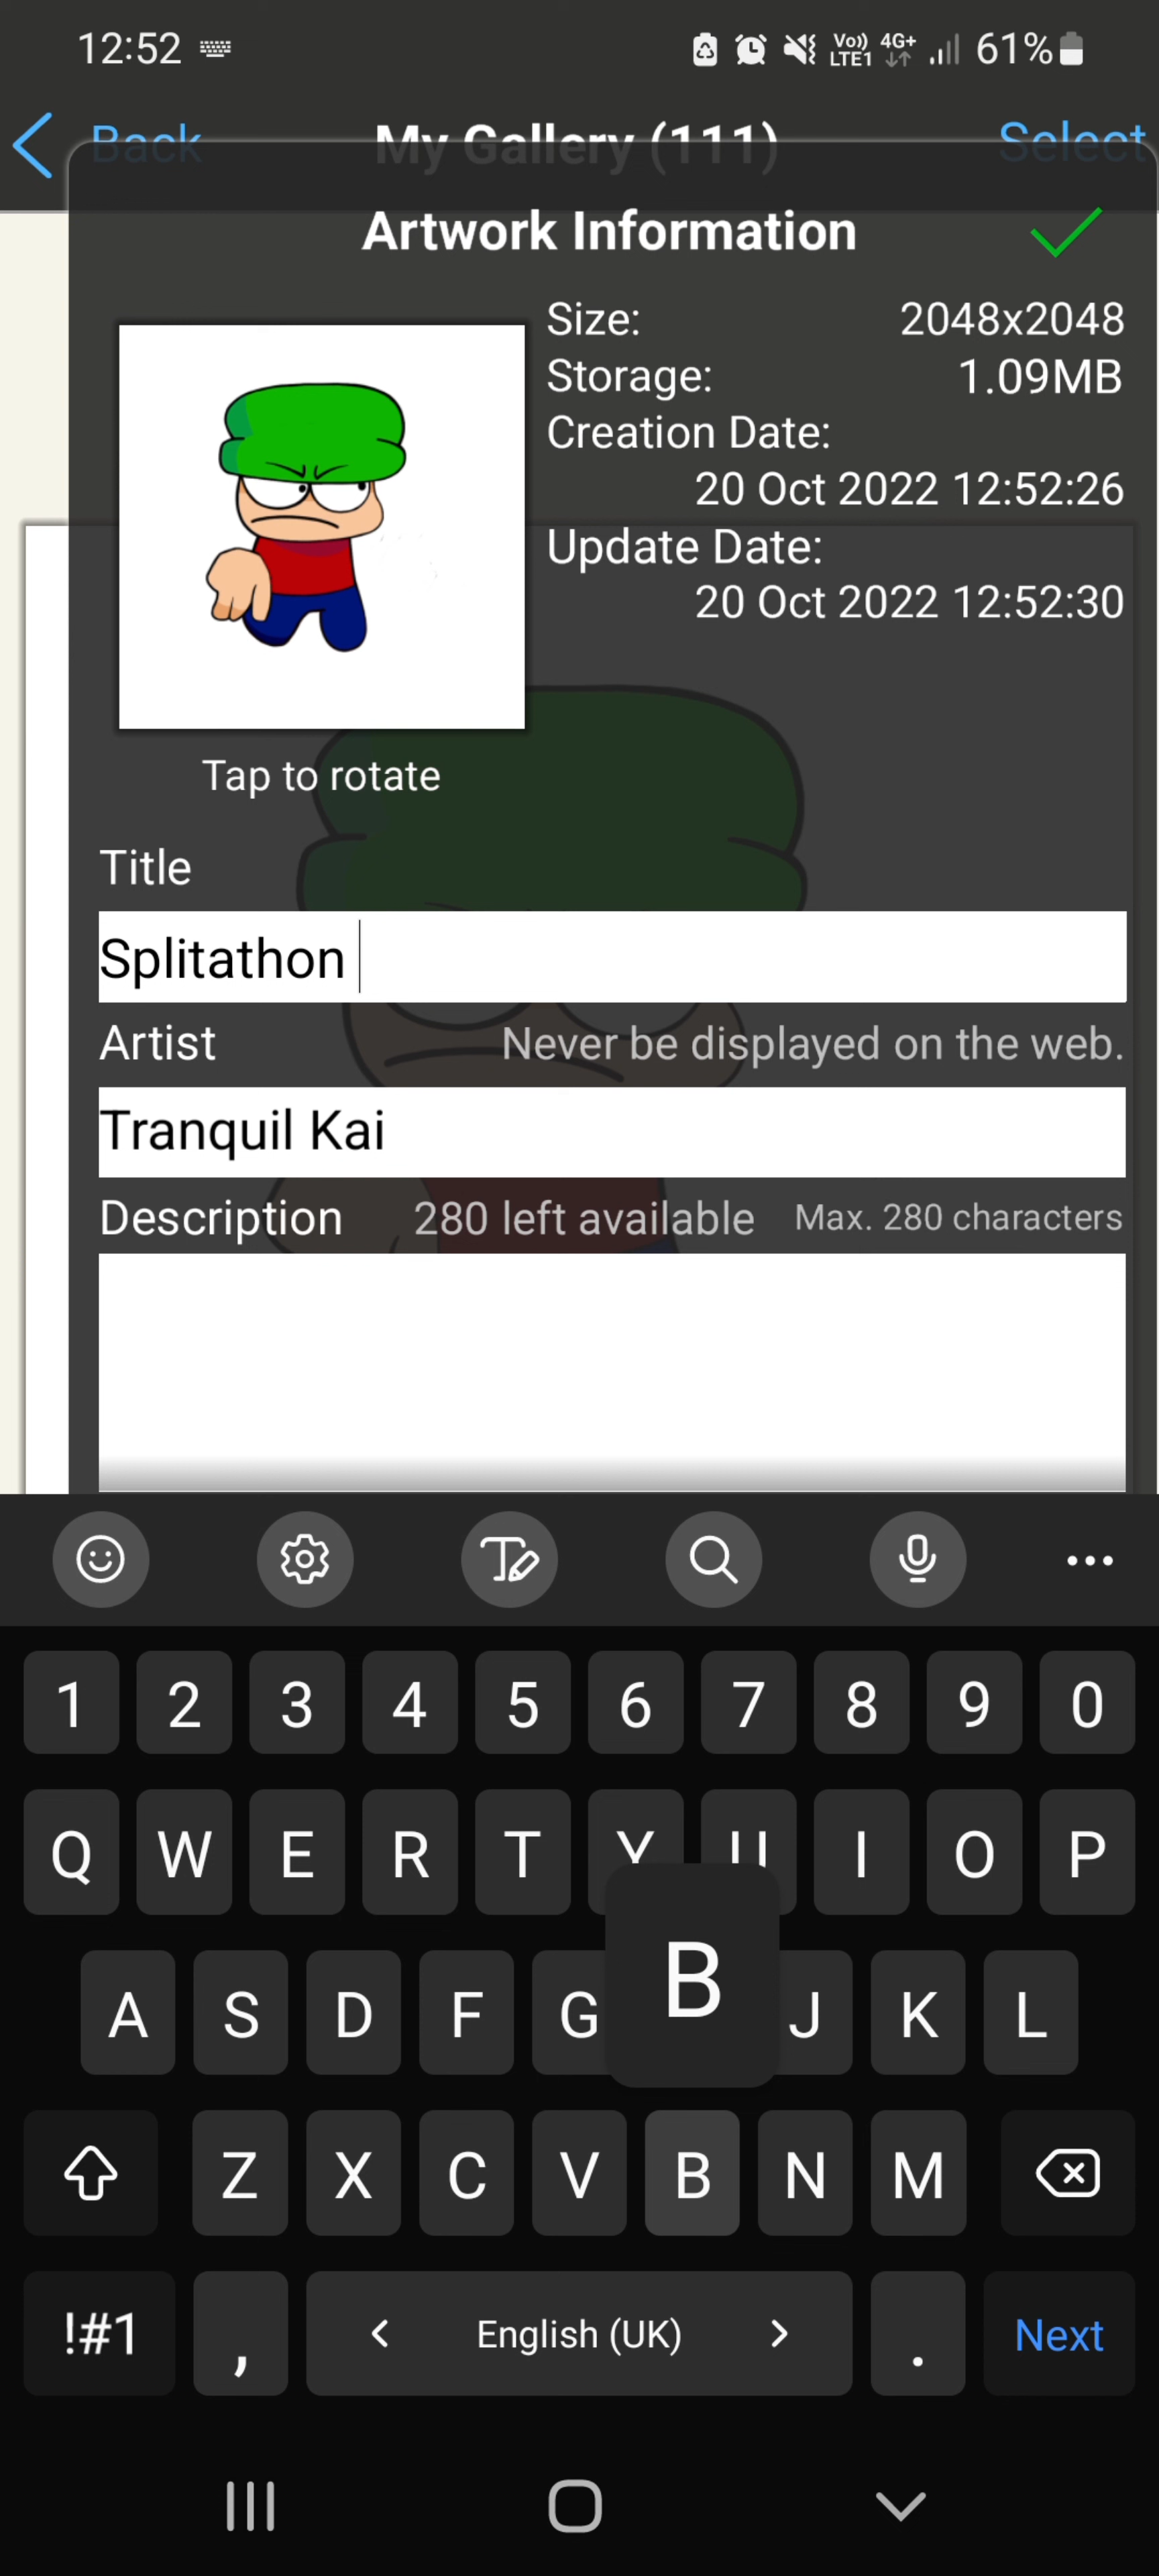 12:52 Vo)) LTE1 4G+ 61%
Back My Gallery (111) Select
Artwork Information
Size: 2048x2048
Storage: 1.09MB
Creation Date:
20 Oct 2022 12:52:26
Update Date:
20 Oct 2022 12:52:30
Tap to rotate
Title
Splitathon
Artist Never be displayed on the web.
Tranquil Kai
Description 280 left available Max. 280 characters
1 2 3 4 5 6 7 8 9 0
Q W E R T Y U I O P
A S D F G B J K L
Z X C V B N M
!#1 , < English (UK) > . Next